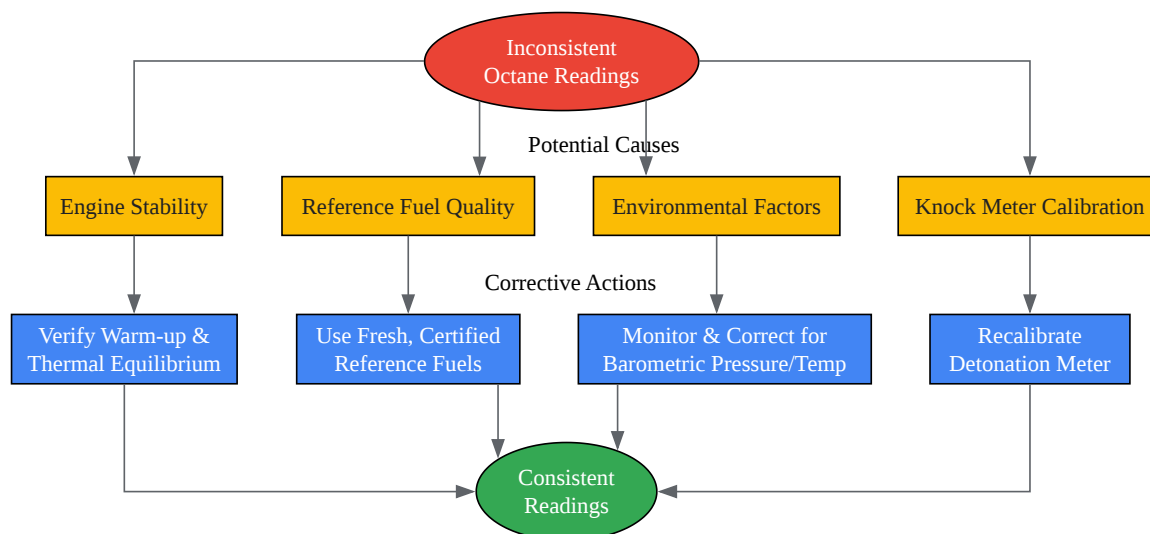 Inconsistent
Octane Readings
Potential Causes
Engine Stability
Reference Fuel Quality
Environmental Factors
Knock Meter Calibration
Corrective Actions
Verify Warm-up &
Thermal Equilibrium
Use Fresh, Certified
Reference Fuels
Monitor & Correct for
Barometric Pressure/Temp
Recalibrate
Detonation Meter
Consistent
Readings